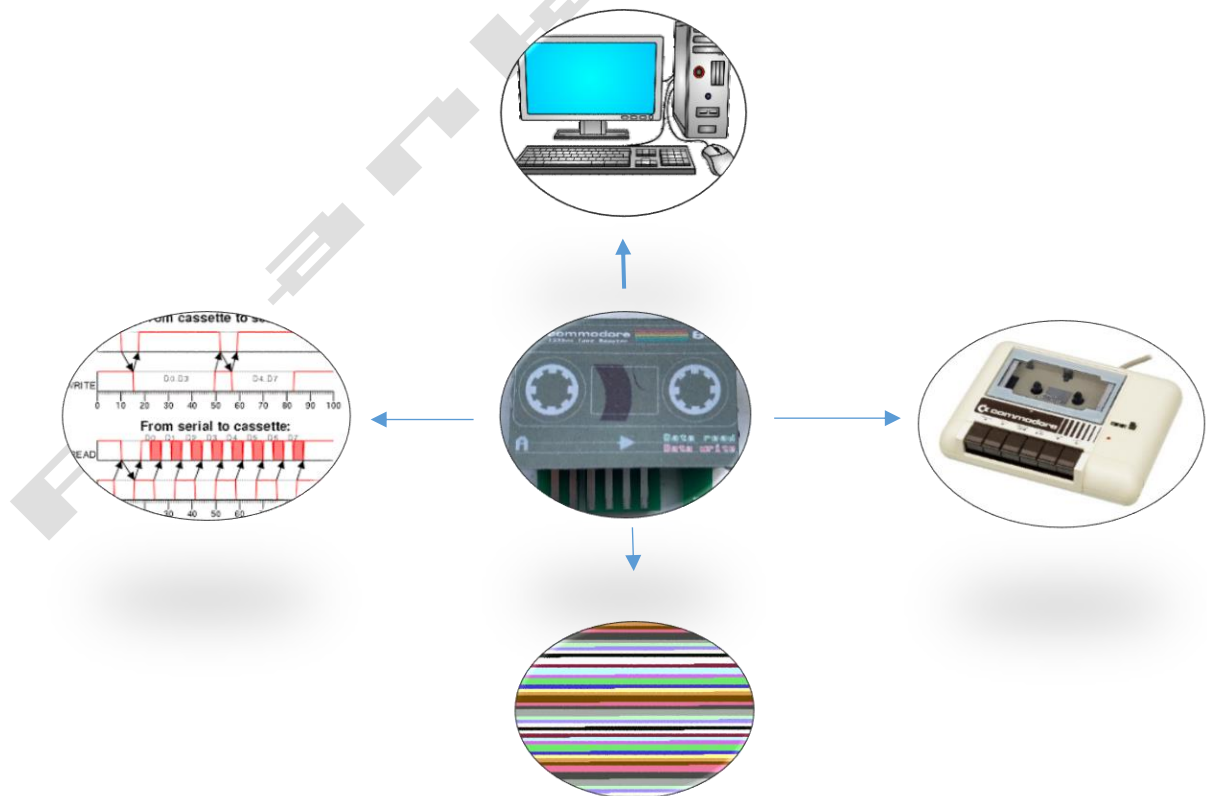 From cassette to se
WRITE
D0..D3 D4..D7
0 10 20 30 40 50 60 70 80 90 100
From serial to cassette:
D0 D1 D2 D3 D4 D5 D6 D7
READ
30 40 50 60
commodore
A
Data read
Data write
commodore